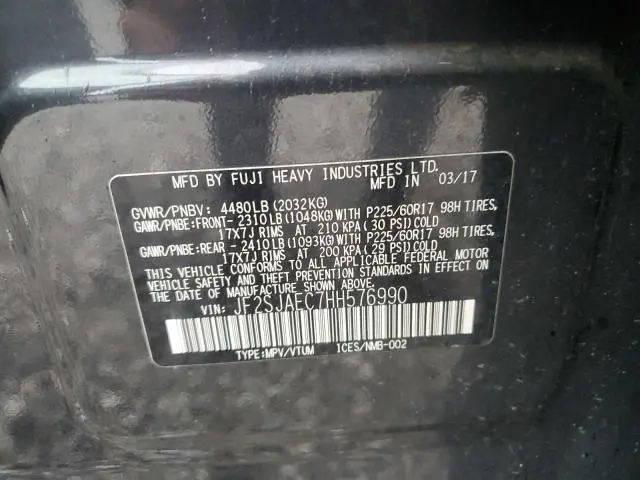 MFD BY FUJI HEAVY INDUSTRIES LTD.
MFD IN 03/17
GVWR/PNBV: 4480LB (2032KG)
GAWR/PNBE: FRONT- 2310LB (1048KG) WITH P225/60R17 98H TIRES,
17X7J RIMS AT 210 KPA (30 PSI) COLD
GAWR/PNBE: REAR - 2410LB (1093KG) WITH P225/60R17 98H TIRES,
17X7J RIMS AT 200 KPA (29 PSI) COLD
THIS VEHICLE CONFORMS TO ALL APPLICABLE FEDERAL MOTOR
VEHICLE SAFETY AND THEFT PREVENTION STANDARDS IN EFFECT
ON THE DATE OF MANUFACTURE SHOWN ABOVE.
VIN: JF2SJAEC7HH576990
TYPE:MPV/VTUM ICES/NMB-002